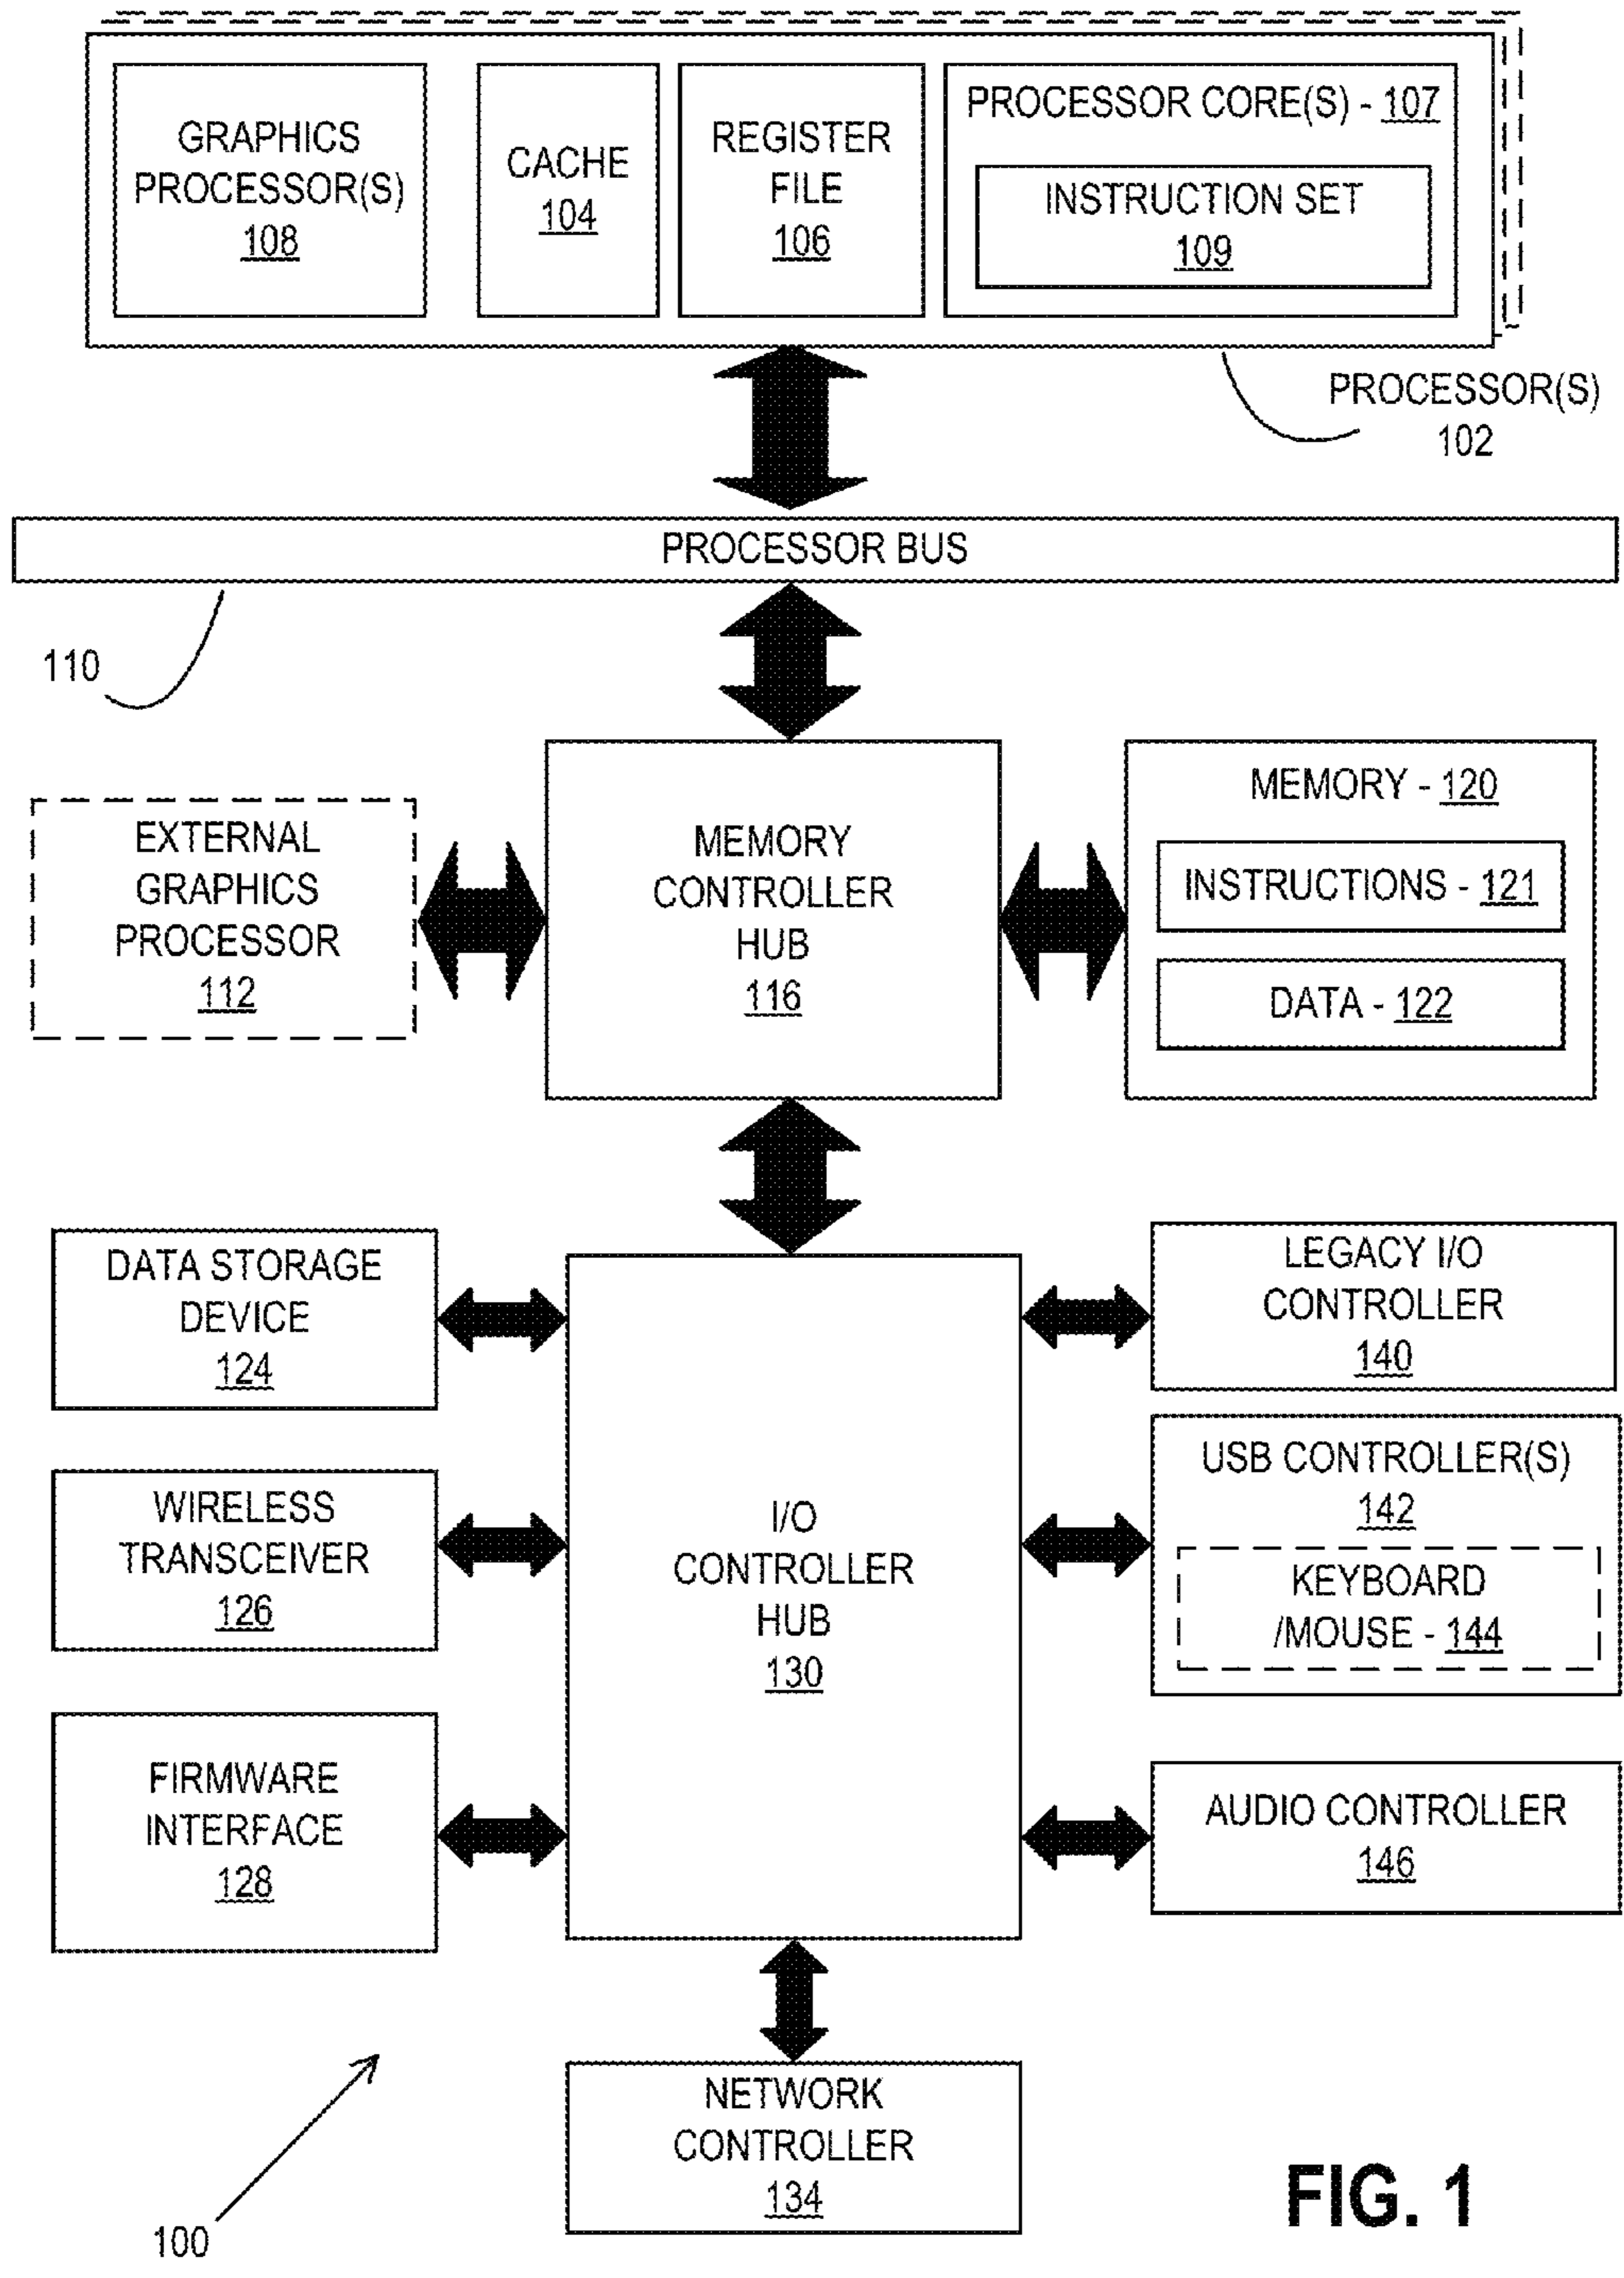 GRAPHICS
PROCESSOR(S)
108
CACHE
104
REGISTER
FILE
106
PROCESSOR CORE(S) - 107
INSTRUCTION SET
109
PROCESSOR(S)
102
PROCESSOR BUS
110
EXTERNAL
GRAPHICS
PROCESSOR
112
MEMORY
CONTROLLER
HUB
116
MEMORY - 120
INSTRUCTIONS - 121
DATA - 122
DATA STORAGE
DEVICE
124
WIRELESS
TRANSCEIVER
126
FIRMWARE
INTERFACE
128
I/O
CONTROLLER
HUB
130
LEGACY I/O
CONTROLLER
140
USB CONTROLLER(S)
142
KEYBOARD
/MOUSE - 144
AUDIO CONTROLLER
146
NETWORK
CONTROLLER
134
100
FIG. 1